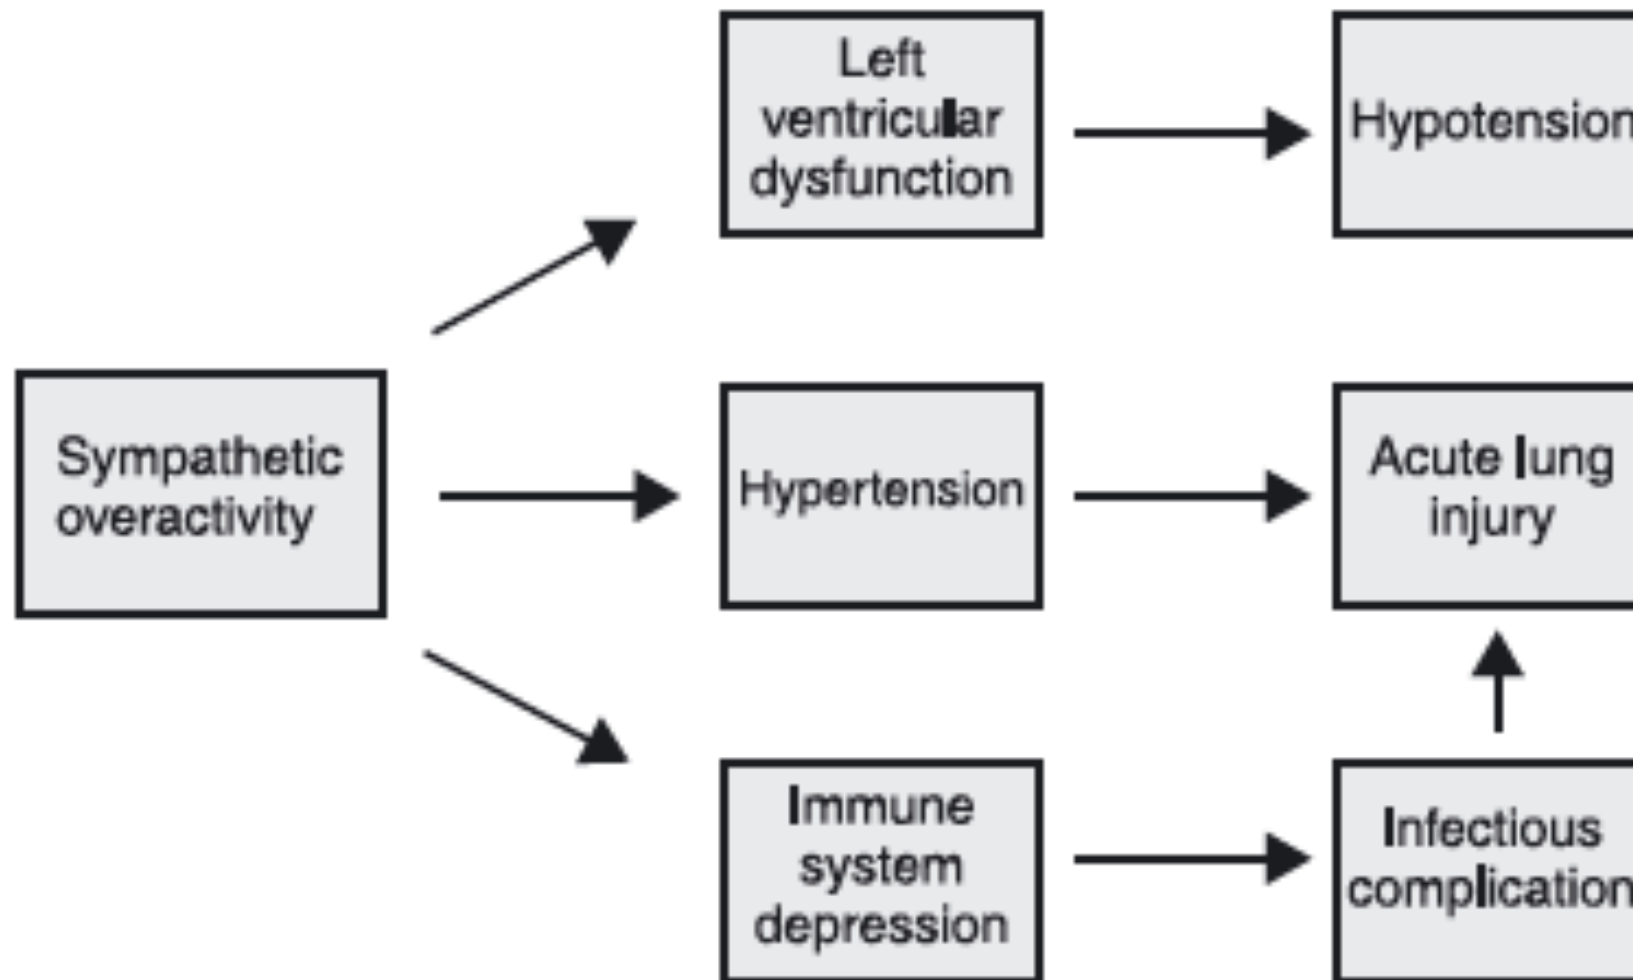 Left
ventricular
dysfunction
Hypotension
Sympathetic
overactivity
Hypertension
Acute lung
injury
Immune
system
depression
Infectious
complication